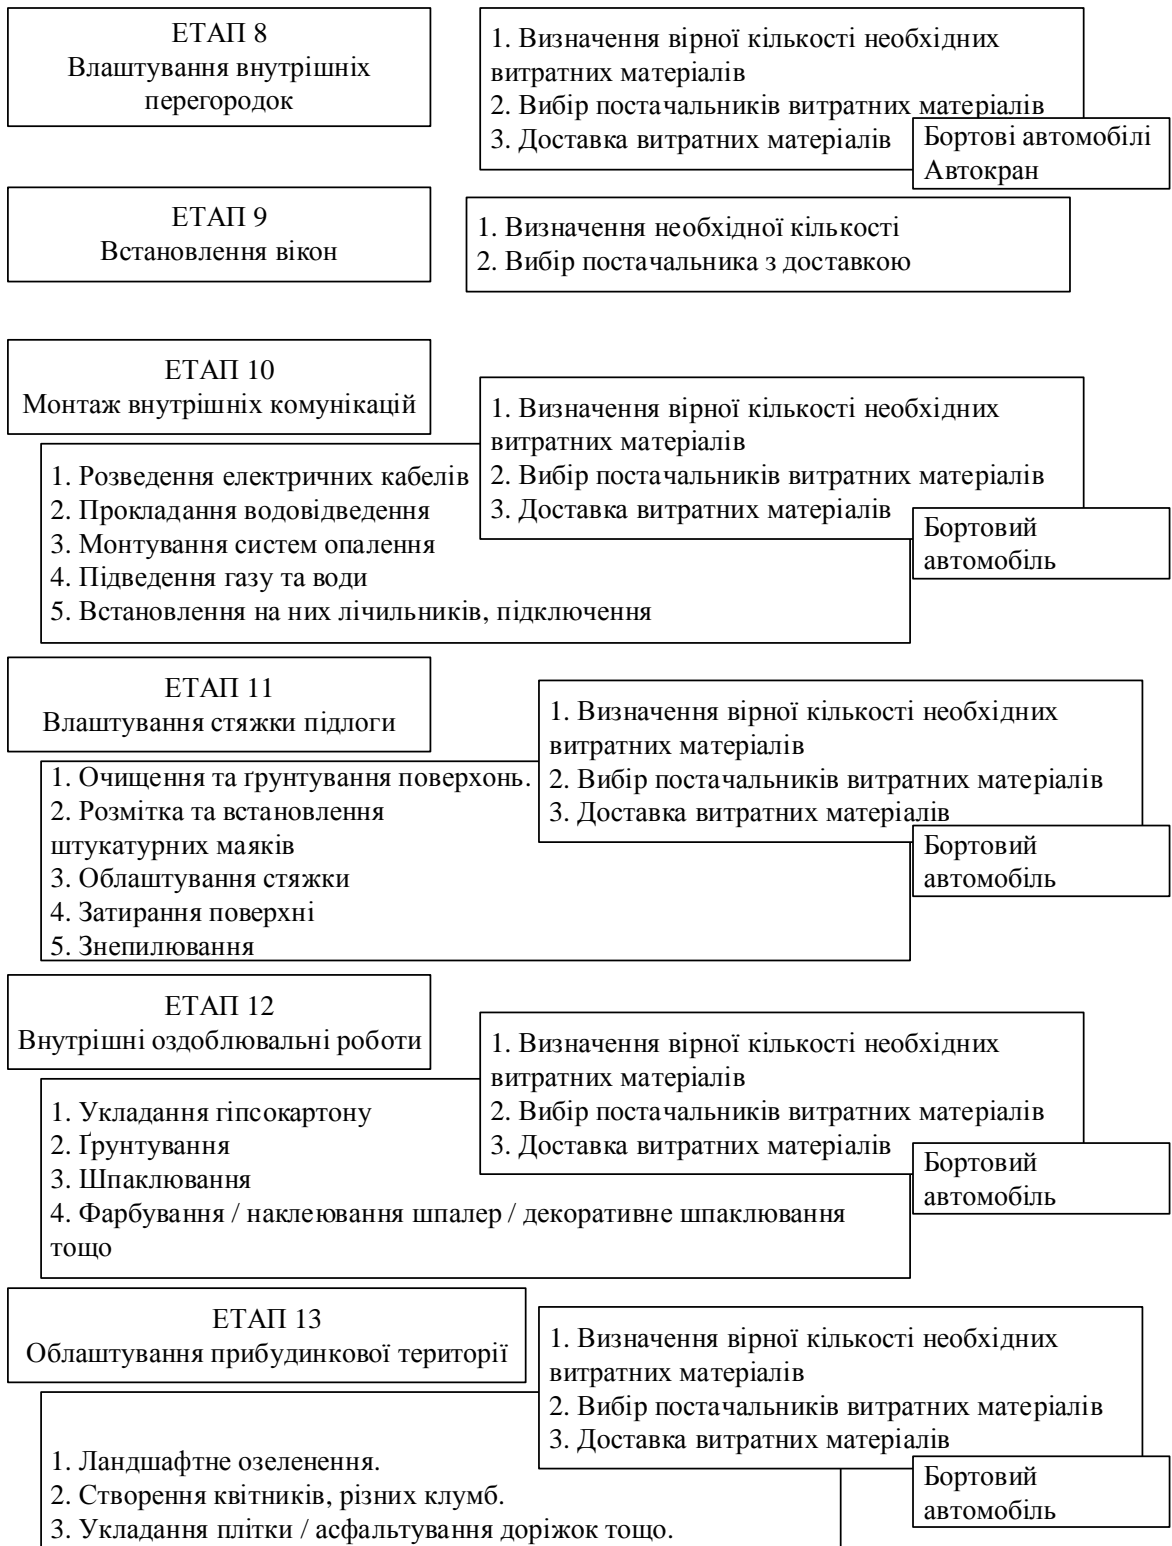 ЕТАП 8
Влаштування внутрішніх
перегородок
1. Визначення вірної кількості необхідних
витратних матеріалів
2. Вибір постачальників витратних матеріалів
3. Доставка витратних матеріалів
Бортові автомобілі
Автокран
ЕТАП 9
Встановлення вікон
1. Визначення необхідної кількості
2. Вибір постачальника з доставкою
ЕТАП 10
Монтаж внутрішніх комунікацій
1. Визначення вірної кількості необхідних
витратних матеріалів
2. Вибір постачальників витратних матеріалів
3. Доставка витратних матеріалів
Бортовий
автомобіль
1. Розведення електричних кабелів
2. Прокладання водовідведення
3. Монтування систем опалення
4. Підведення газу та води
5. Встановлення на них лічильників, підключення
ЕТАП 11
Влаштування стяжки підлоги
1. Визначення вірної кількості необхідних
витратних матеріалів
2. Вибір постачальників витратних матеріалів
3. Доставка витратних матеріалів
Бортовий
автомобіль
1. Очищення та ґрунтування поверхонь.
2. Розмітка та встановлення
штукатурних маяків
3. Облаштування стяжки
4. Затирання поверхні
5. Знепилювання
ЕТАП 12
Внутрішні оздоблювальні роботи
1. Визначення вірної кількості необхідних
витратних матеріалів
2. Вибір постачальників витратних матеріалів
3. Доставка витратних матеріалів
Бортовий
автомобіль
1. Укладання гіпсокартону
2. Ґрунтування
3. Шпаклювання
4. Фарбування / наклеювання шпалер / декоративне шпаклювання
тощо
ЕТАП 13
Облаштування прибудинкової території
1. Визначення вірної кількості необхідних
витратних матеріалів
2. Вибір постачальників витратних матеріалів
3. Доставка витратних матеріалів
Бортовий
автомобіль
1. Ландшафтне озеленення.
2. Створення квітників, різних клумб.
3. Укладання плітки / асфальтування доріжок тощо.